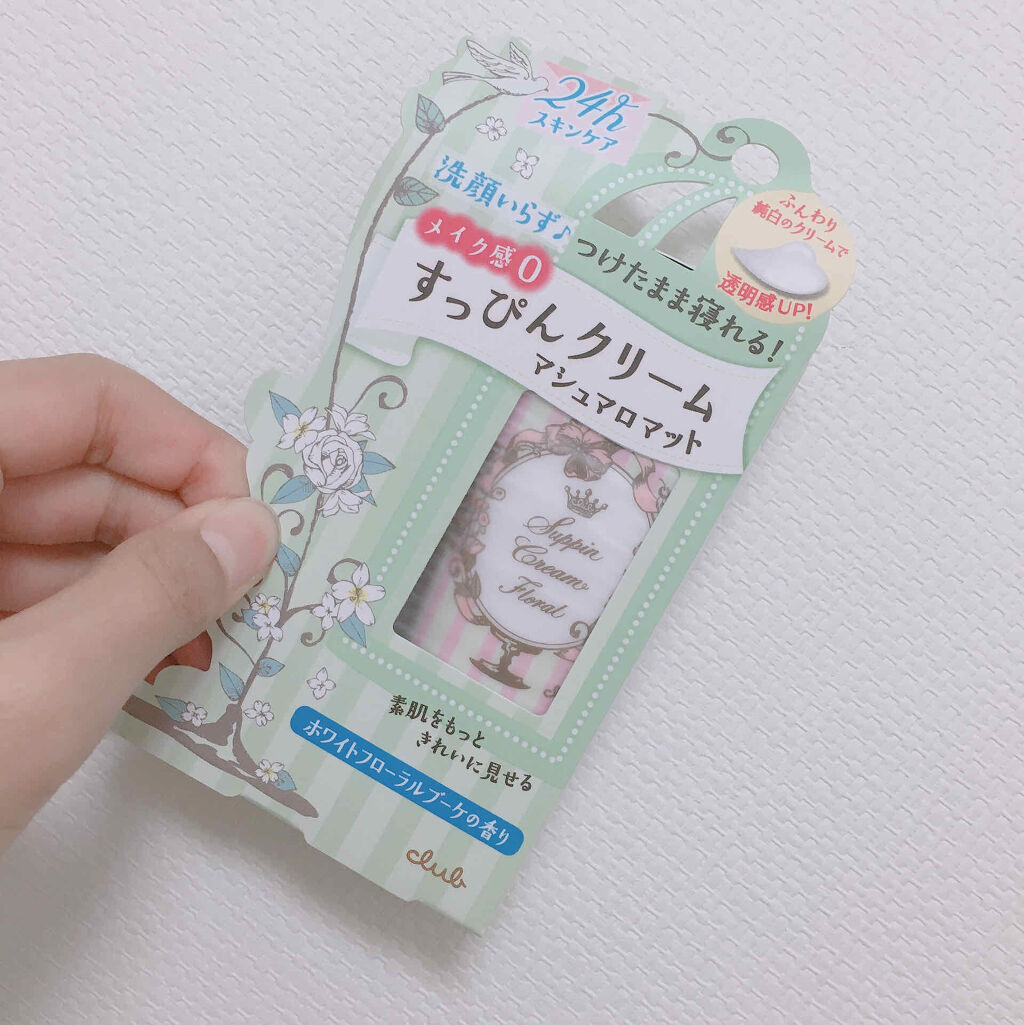 24h
スキンケア
洗顔いらず♪
つけたまま寝れる!
ふんわり
純白のクリームで
透明感UP!
メイク感0
すっぴんクリーム
マシュマロマット
Suppin
Cream
Floral
素肌をもっと
きれいに見せる
ホワイトフローラルブーケの香り
club